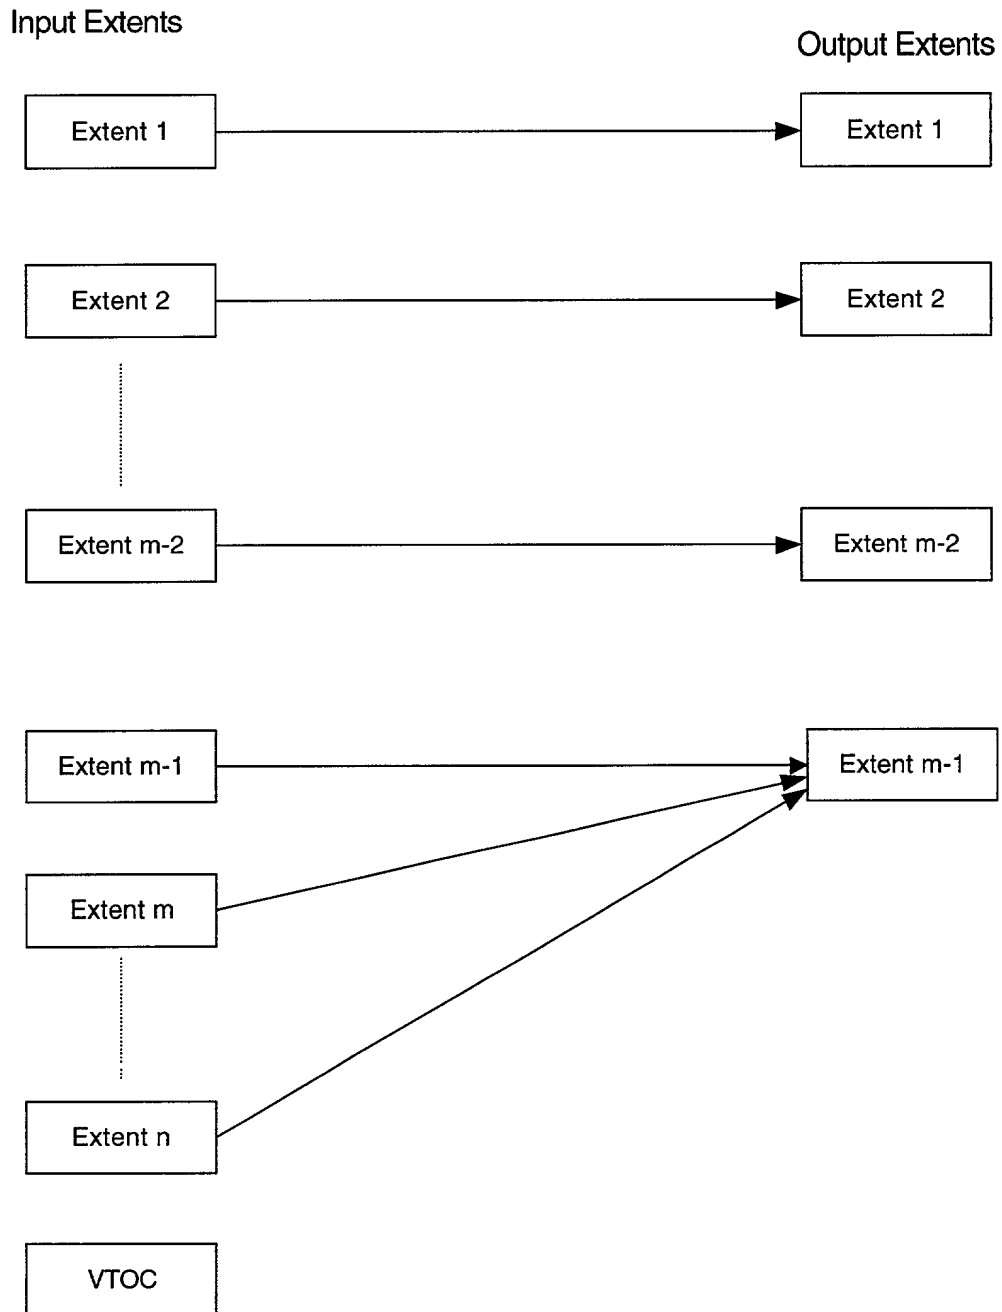 Input Extents
Output Extents
Extent 1
Extent 1
Extent 2
Extent 2
Extent m-2
Extent m-2
Extent m-1
Extent m-1
Extent m
Extent n
VTOC